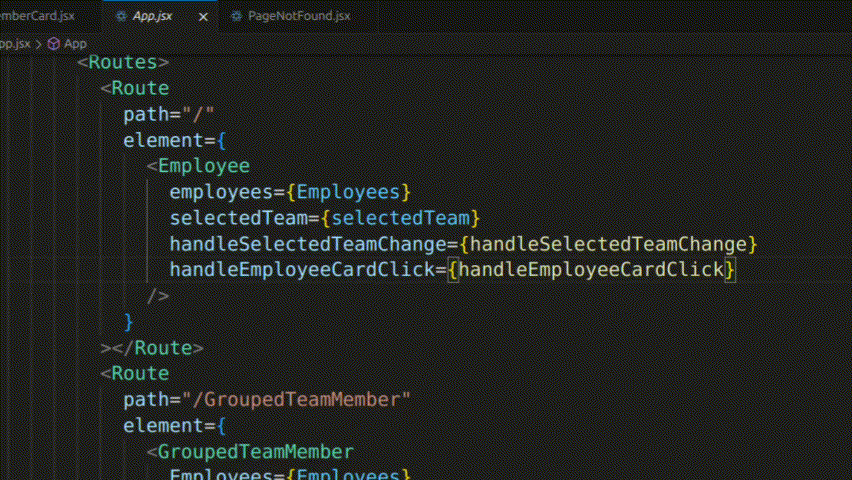 mberCard.jsx App.jsx × PageNotFound.jsx
pp.jsx > App
<Routes>
<Route
path="/"
element={
<Employee
employees={Employees}
selectedTeam={selectedTeam}
handleSelectedTeamChange={handleSelectedTeamChange}
handleEmployeeCardClick={handleEmployeeCardClick}
/>
}
></Route>
<Route
path="/GroupedTeamMember"
element={
<GroupedTeamMember
Employees={Employees}